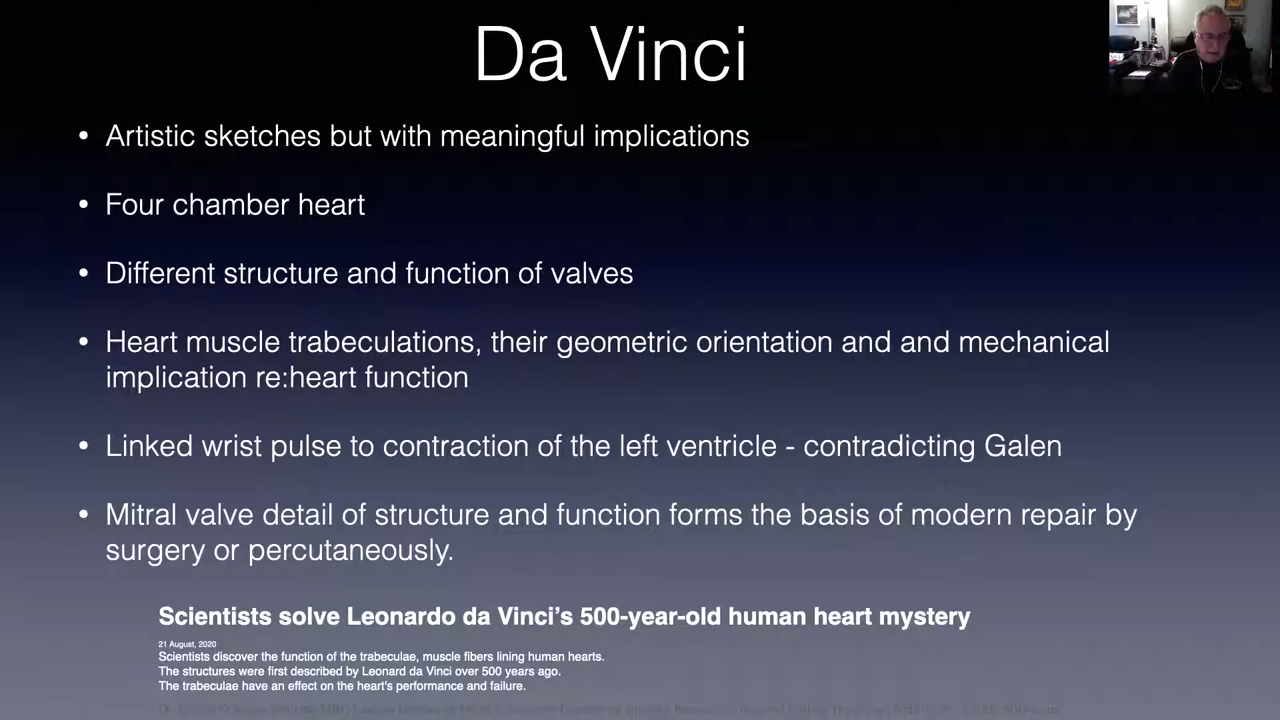 Da Vinci
• Artistic sketches but with meaningful implications
• Four chamber heart
• Different structure and function of valves
• Heart muscle trabeculations, their geometric orientation and and mechanical
implication re:heart function
• Linked wrist pulse to contraction of the left ventricle - contradicting Galen
• Mitral valve detail of structure and function forms the basis of modern repair by
surgery or percutaneously.
Scientists solve Leonardo da Vinci's 500-year-old human heart mystery
21 August, 2020
Scientists discover the function of the trabeculae, muscle fibers lining human hearts.
The structures were first described by Leonard da Vinci over 500 years ago.
The trabeculae have an effect on the heart's performance and failure.